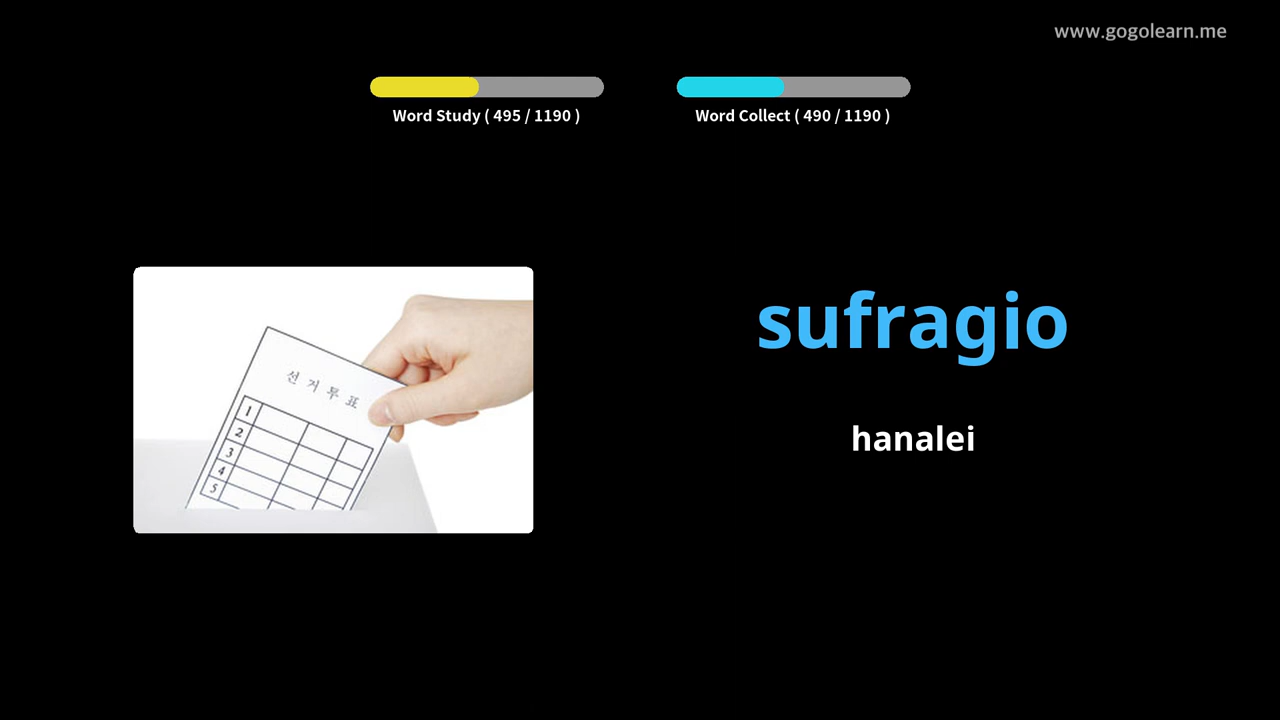 www.gogolearn.me
Word Study ( 495 / 1190 )
Word Collect ( 490 / 1190 )
선거투표
1
2
3
4
5
sufragio
hanalei